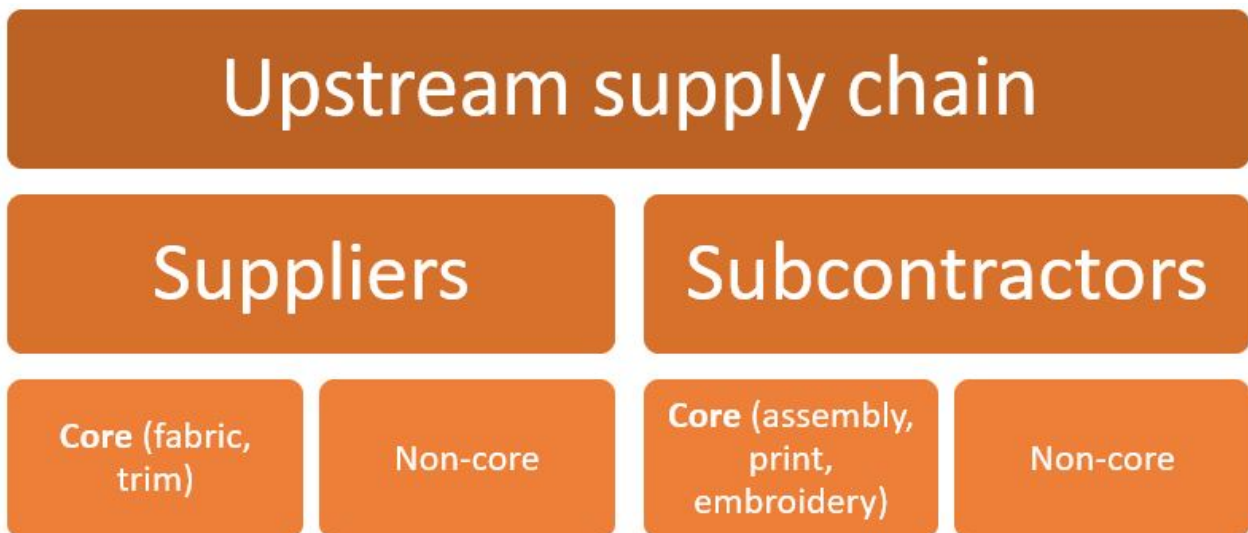 Upstream supply chain
Suppliers
Subcontractors
Core (fabric,
trim)
Non-core
Core (assembly,
print,
embroidery)
Non-core